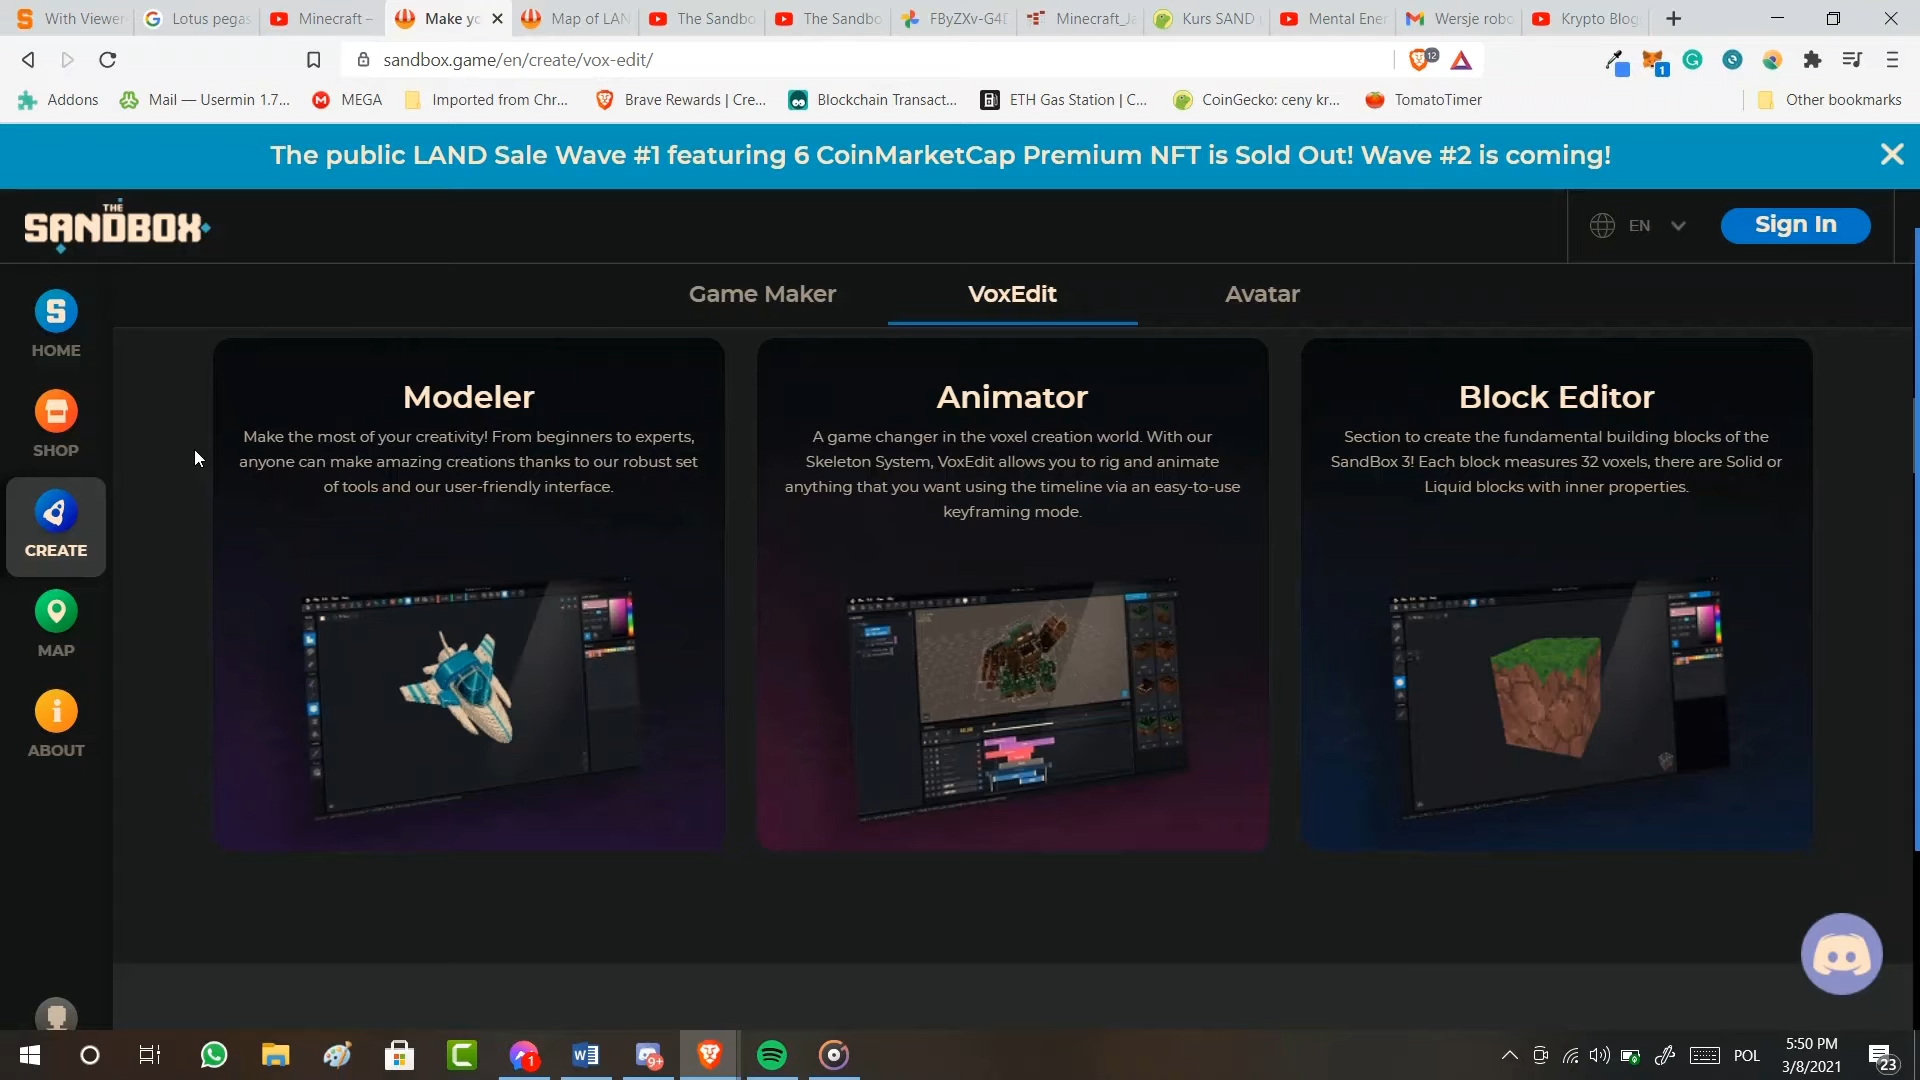 With Viewer
Lotus pegas
Minecraft –
Make yo
Map of LAN
The Sandbo
The Sandbo
FByZXv-G4D
Minecraft_Ja
Kurs SAND
Mental Ener
Wersje robo
Krypto Blog
sandbox.game/en/create/vox-edit/
12
1
Addons
Mail — Usermin 1.7...
MEGA
Imported from Chr...
Brave Rewards | Cre...
Blockchain Transact...
ETH Gas Station | C...
CoinGecko: ceny kr...
TomatoTimer
Other bookmarks
The public LAND Sale Wave #1 featuring 6 CoinMarketCap Premium NFT is Sold Out! Wave #2 is coming!
THE
SANDBOX
EN
Sign In
Game Maker
VoxEdit
Avatar
HOME
SHOP
CREATE
MAP
ABOUT
Modeler
Make the most of your creativity! From beginners to experts,
anyone can make amazing creations thanks to our robust set
of tools and our user-friendly interface.
Animator
A game changer in the voxel creation world. With our
Skeleton System, VoxEdit allows you to rig and animate
anything that you want using the timeline via an easy-to-use
keyframing mode.
Block Editor
Section to create the fundamental building blocks of the
SandBox 3! Each block measures 32 voxels, there are Solid or
Liquid blocks with inner properties.
1
9+
POL
5:50 PM
3/8/2021
23